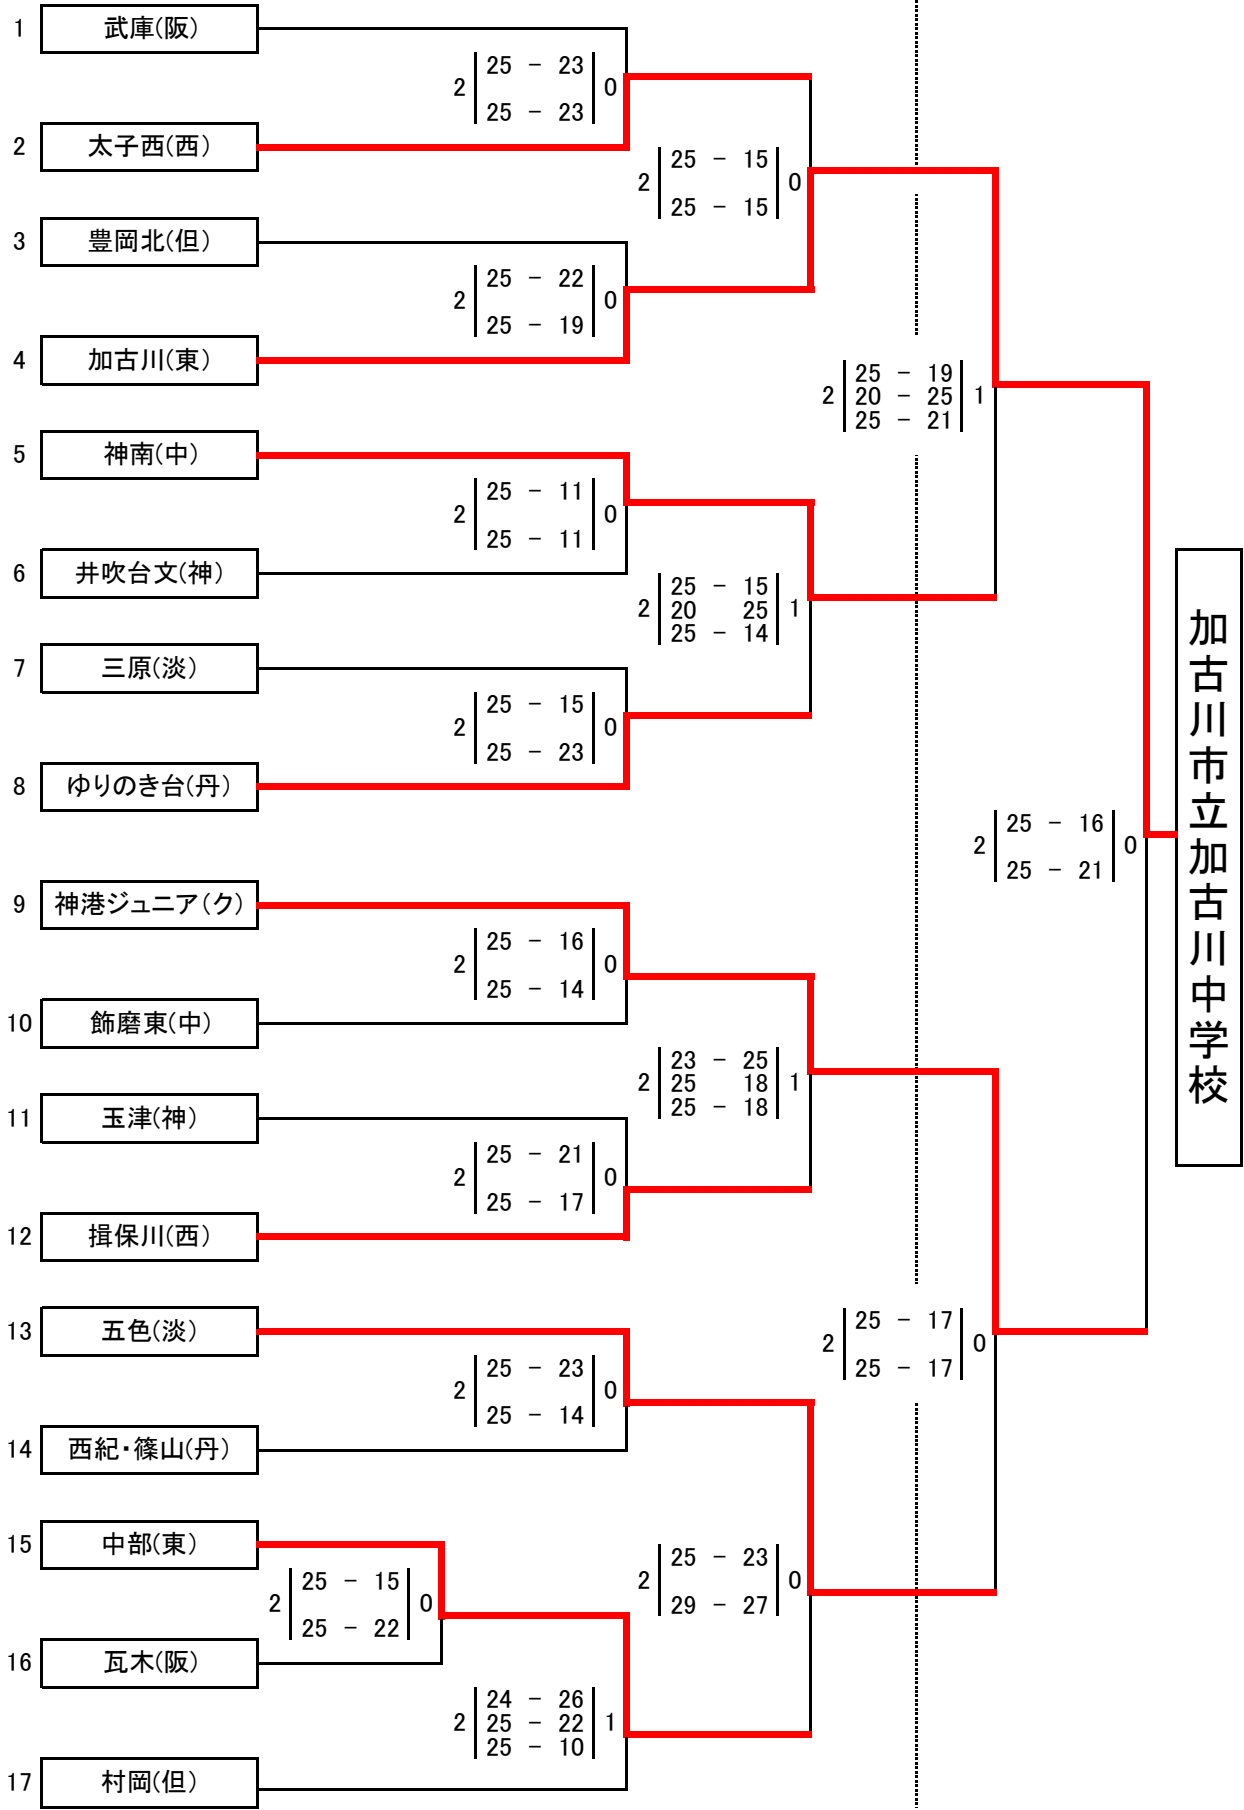 1 武庫(阪)
25 - 23
2 0
25 - 23
2 太子西(西)
25 - 15
2 0
25 - 15
3 豊岡北(但)
25 - 22
2 0
25 - 19
4 加古川(東)
25 - 19
2 20 - 25 1
25 - 21
5 神南(中)
25 - 11
2 0
25 - 11
6 井吹台文(神)
25 - 15
2 20 25 1
25 - 14
7 三原(淡)
25 - 15
2 0
25 - 23
8 ゆりのき台(丹)
25 - 16
2 0
25 - 21
加古川市立加古川中学校
9 神港ジュニア(ク)
25 - 16
2 0
25 - 14
10 飾磨東(中)
23 - 25
2 25 18 1
25 - 18
11 玉津(神)
25 - 21
2 0
25 - 17
12 揖保川(西)
25 - 17
2 0
25 - 17
13 五色(淡)
25 - 23
2 0
25 - 14
14 西紀・篠山(丹)
25 - 23
2 0
29 - 27
15 中部(東)
25 - 15
2 0
25 - 22
16 瓦木(阪)
24 - 26
2 25 - 22 1
25 - 10
17 村岡(但)